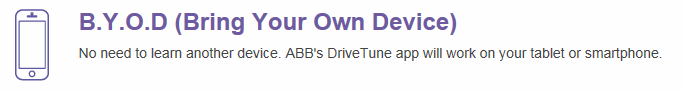 B.Y.O.D (Bring Your Own Device)
No need to learn another device. ABB's DriveTune app will work on your tablet or smartphone.